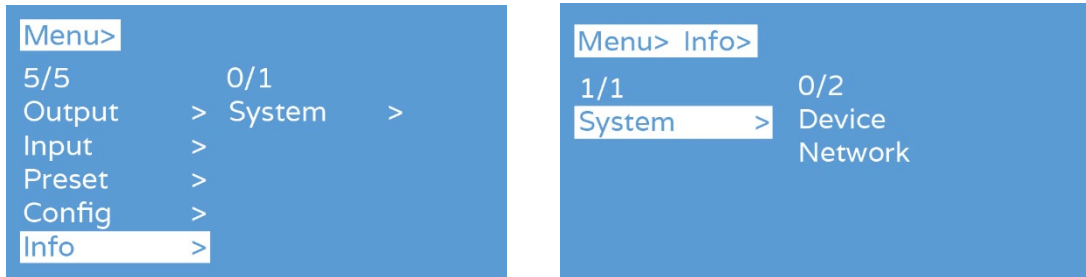 Menu>
5/5 0/1
Output > System >
Input >
Preset >
Config >
Info >
Menu> Info>
1/1 0/2
System > Device
Network